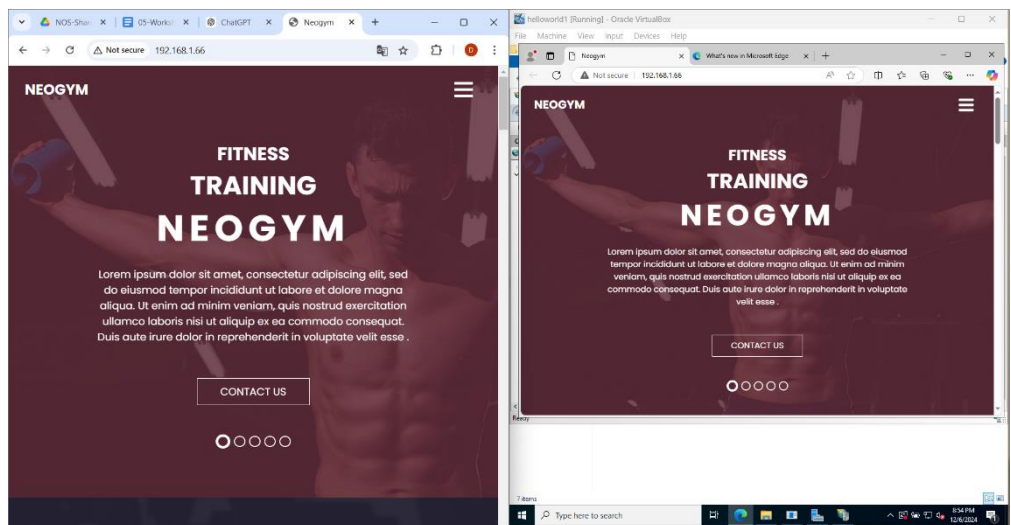 NOS-Shar
05-Worksh
ChatGPT
Neogym
Not secure 192.168.1.66
NEOGYM
FITNESS
TRAINING
NEOGYM
Lorem ipsum dolor sit amet, consectetur adipiscing elit, sed
do eiusmod tempor incididunt ut labore et dolore magna
aliqua. Ut enim ad minim veniam, quis nostrud exercitation
ullamco laboris nisi ut aliquip ex ea commodo consequat.
Duis aute irure dolor in reprehenderit in voluptate velit esse .
CONTACT US
helloworld1 [Running] - Oracle VirtualBox
File Machine View Input Devices Help
Neogym
What's new in Microsoft Edge
Not secure 192.168.1.66
NEOGYM
FITNESS
TRAINING
NEOGYM
Lorem ipsum dolor sit amet, consectetur adipiscing elit, sed do eiusmod
tempor incididunt ut labore et dolore magna aliqua. Ut enim ad minim
veniam, quis nostrud exercitation ullamco laboris nisi ut aliquip ex ea
commodo consequat. Duis aute irure dolor in reprehenderit in voluptate
velit esse .
CONTACT US
Ready
7 items
Type here to search
8:54 PM
12/6/2024